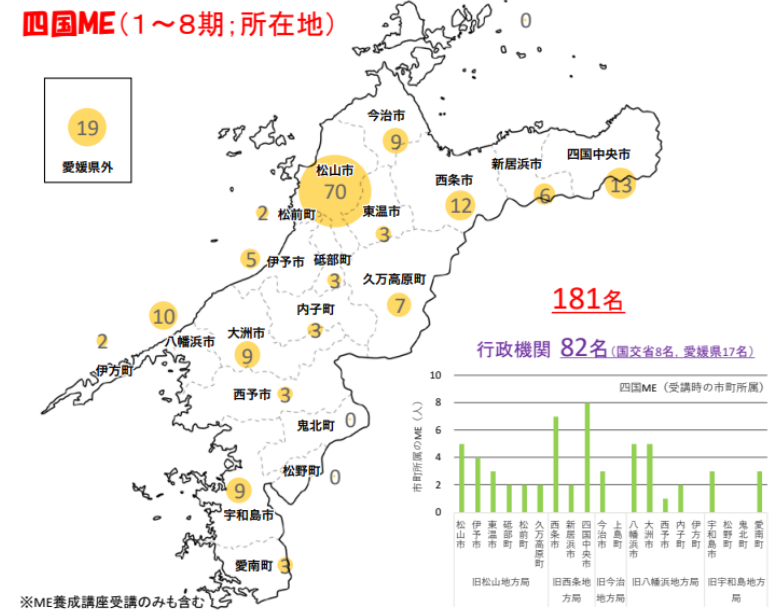 四国ME(1～8期;所在地)
0
19
愛媛県外
今治市
9
松山市
70
新居浜市
6
四国中央市
13
西条市
12
東温市
3
2
松前町
5
伊予市
砥部町
3
久万高原町
7
内子町
3
10
八幡浜市
大洲市
9
2
伊方町
西予市
3
鬼北町
0
松野町
0
9
宇和島市
愛南町
3
※ME養成講座受講のみも含む
181名
行政機関 82名(国交省8名, 愛媛県17名)
四国ME（受講時の市町所属）
市町所属のME（人）
10
8
6
4
2
0
松山市
伊予市
東温市
砥部町
松前町
久万高原町
西条市
新居浜市
四国中央市
今治市
上島町
八幡浜市
大洲市
西予市
内子町
伊方町
宇和島市
松野町
鬼北町
愛南町
旧松山地方局
旧西条地方局
旧今治地方局
旧八幡浜地方局
旧宇和島地方局